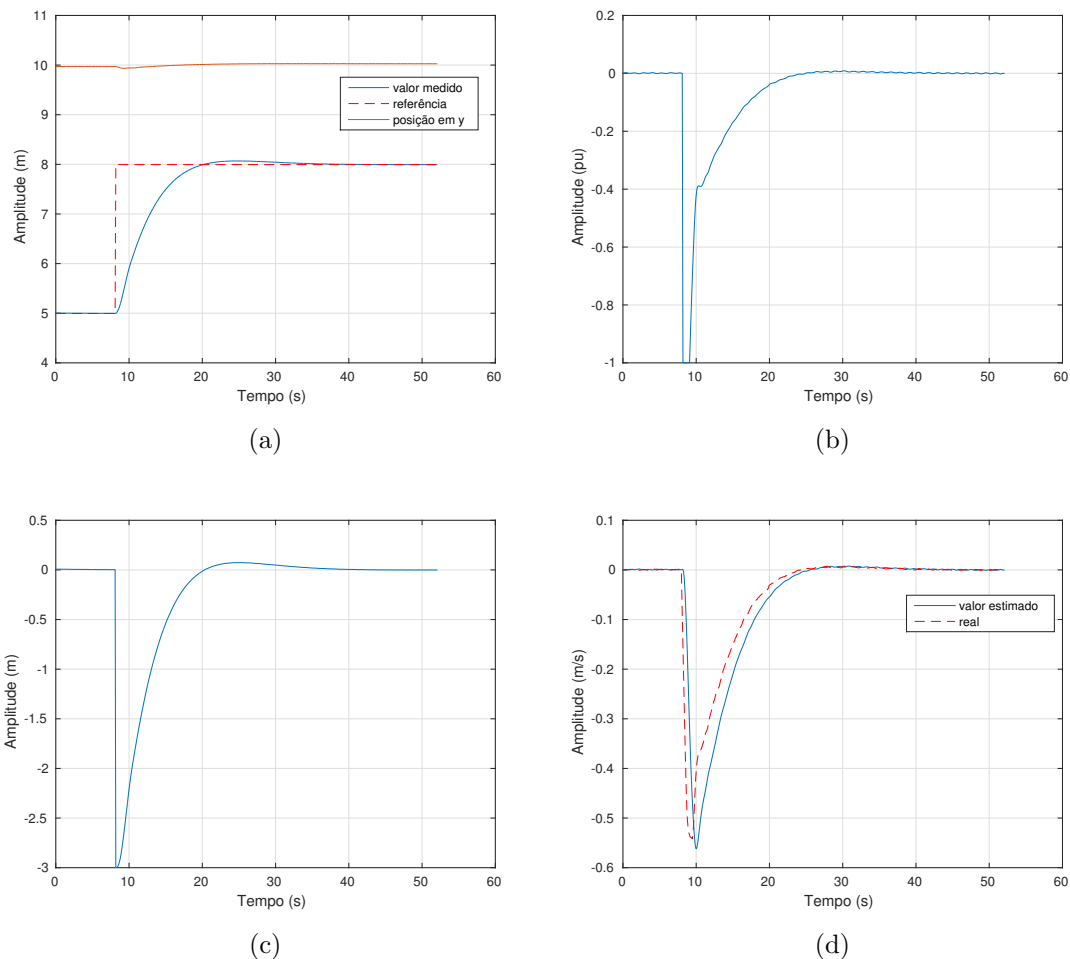 11
10
9
8
7
6
5
4
Amplitude (m)
valor medido
referência
posição em y
0 10 20 30 40 50 60
Tempo (s)
(a)
0.2
0
-0.2
-0.4
-0.6
-0.8
-1
Amplitude (pu)
0 10 20 30 40 50 60
Tempo (s)
(b)
0.5
0
-0.5
-1
-1.5
-2
-2.5
-3
Amplitude (m)
0 10 20 30 40 50 60
Tempo (s)
(c)
0.1
0
-0.1
-0.2
-0.3
-0.4
-0.5
-0.6
Amplitude (m/s)
valor estimado
real
0 10 20 30 40 50 60
Tempo (s)
(d)